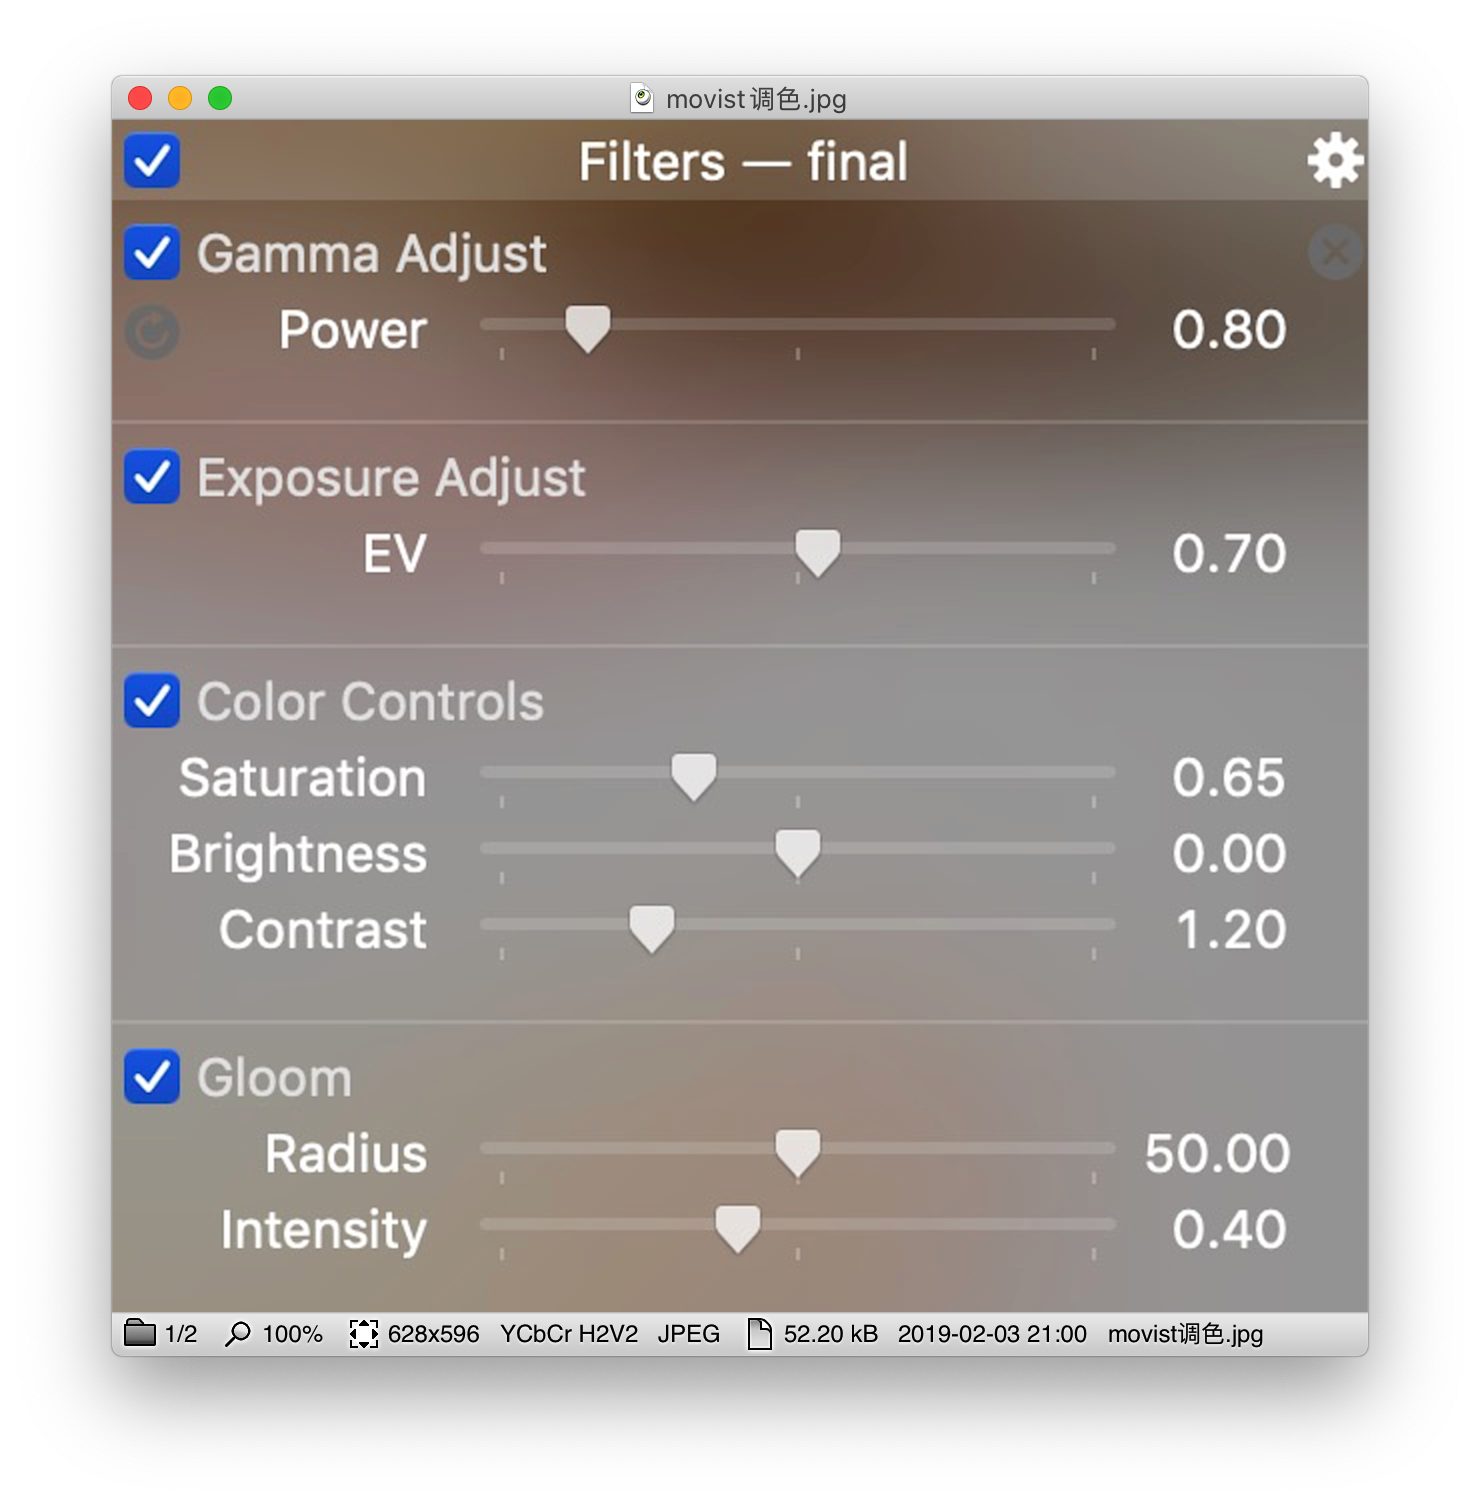 movist调色.jpg
Filters — final
Gamma Adjust
Power 0.80
Exposure Adjust
EV 0.70
Color Controls
Saturation 0.65
Brightness 0.00
Contrast 1.20
Gloom
Radius 50.00
Intensity 0.40
1/2 100% 628x596 YCbCr H2V2 JPEG 52.20 kB 2019-02-03 21:00 movist调色.jpg